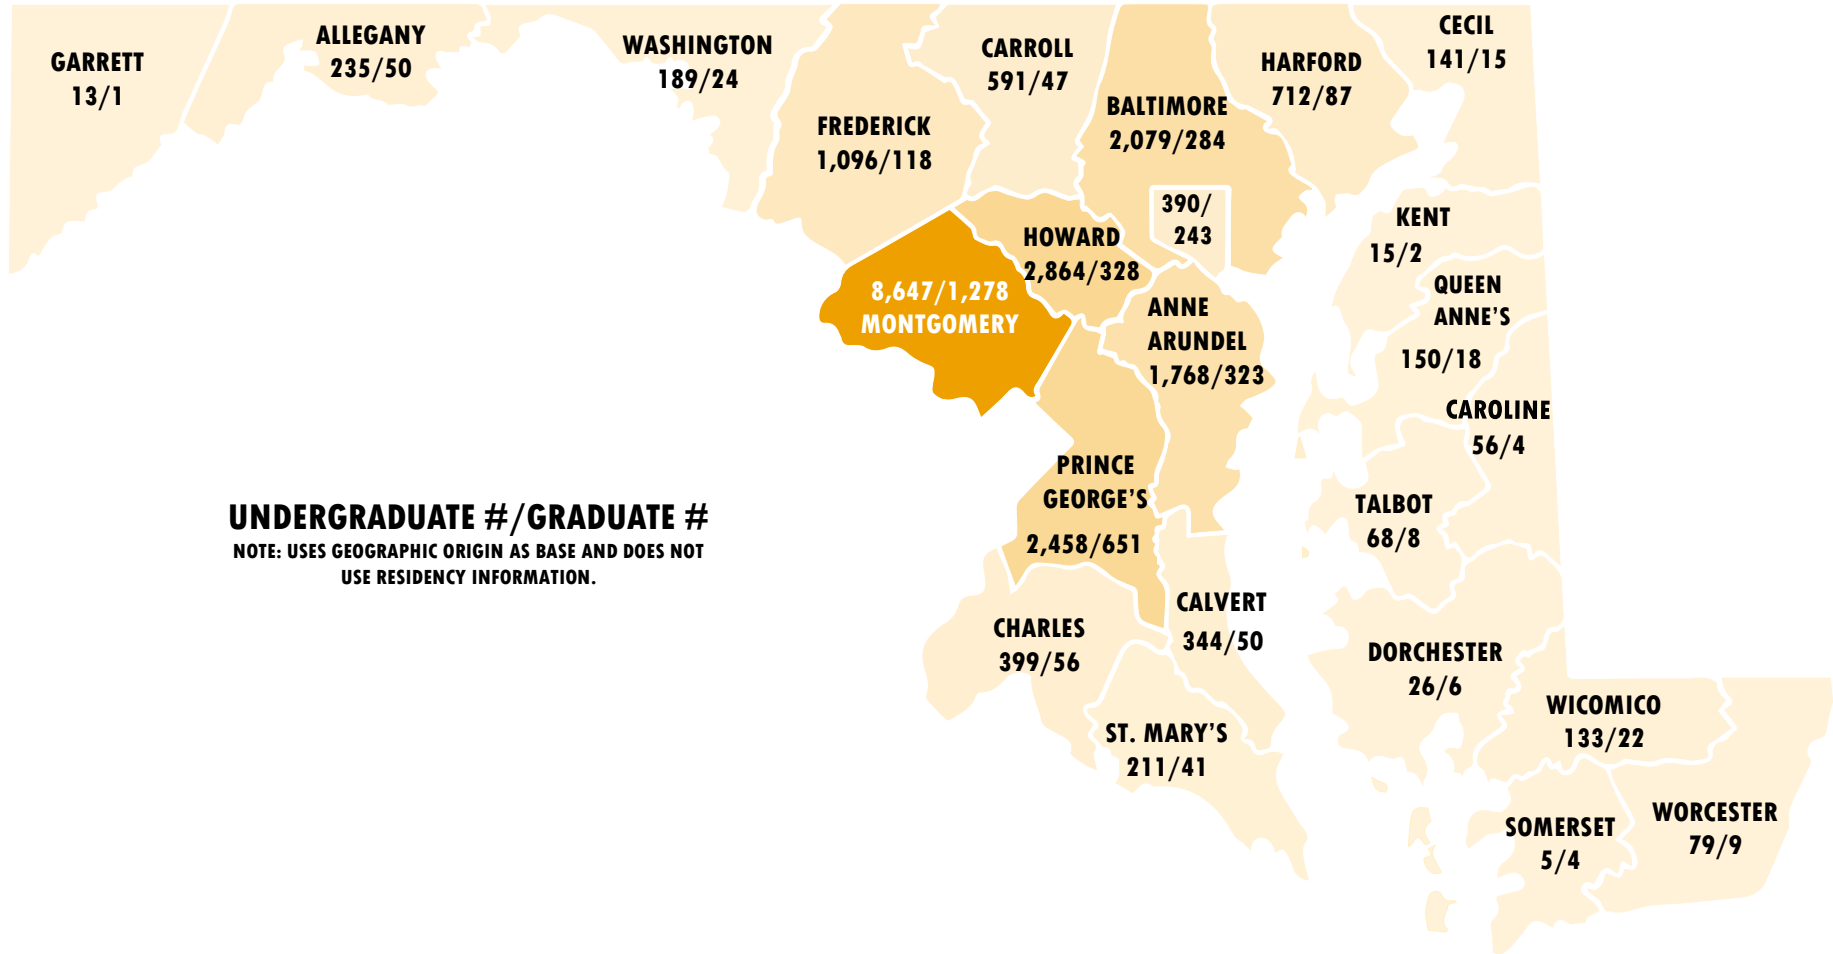 GARRETT
13/1
ALLEGANY
235/50
WASHINGTON
189/24
FREDERICK
1,096/118
CARROLL
591/47
BALTIMORE
2,079/284
HARFORD
712/87
CECIL
141/15
390/
243
HOWARD
2,864/328
8,647/1,278
MONTGOMERY
ANNE
ARUNDEL
1,768/323
KENT
15/2
QUEEN
ANNE'S
150/18
CAROLINE
56/4
PRINCE
GEORGE'S
2,458/651
TALBOT
68/8
UNDERGRADUATE #/GRADUATE #
NOTE: USES GEOGRAPHIC ORIGIN AS BASE AND DOES NOT
USE RESIDENCY INFORMATION.
CHARLES
399/56
CALVERT
344/50
DORCHESTER
26/6
ST. MARY'S
211/41
WICOMICO
133/22
SOMERSET
5/4
WORCESTER
79/9